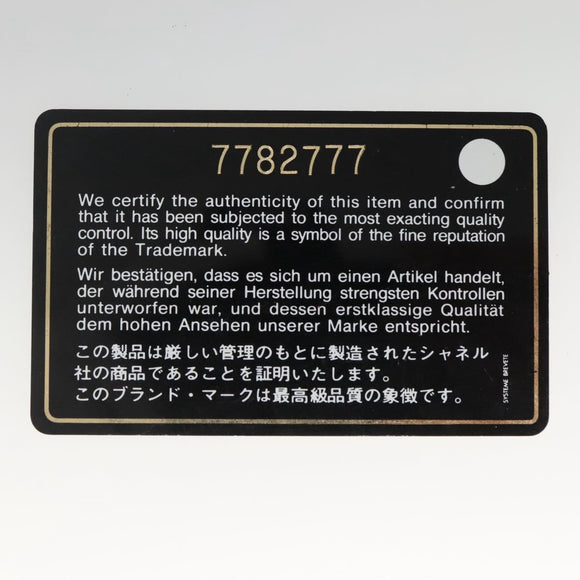 7782777
We certify the authenticity of this item and confirm
that it has been subjected to the most exacting quality
control. Its high quality is a symbol of the fine reputation
of the Trademark.
Wir bestätigen, dass es sich um einen Artikel handelt,
der während seiner Herstellung strengsten Kontrollen
unterworfen war, und dessen erstklassige Qualität
dem hohen Ansehen unserer Marke entspricht.
この製品は厳しい管理のもとに製造されたシャネル
社の商品であることを証明いたします。
このブランド・マークは最高級品質の象徴です。
SYSTEME BREVETE